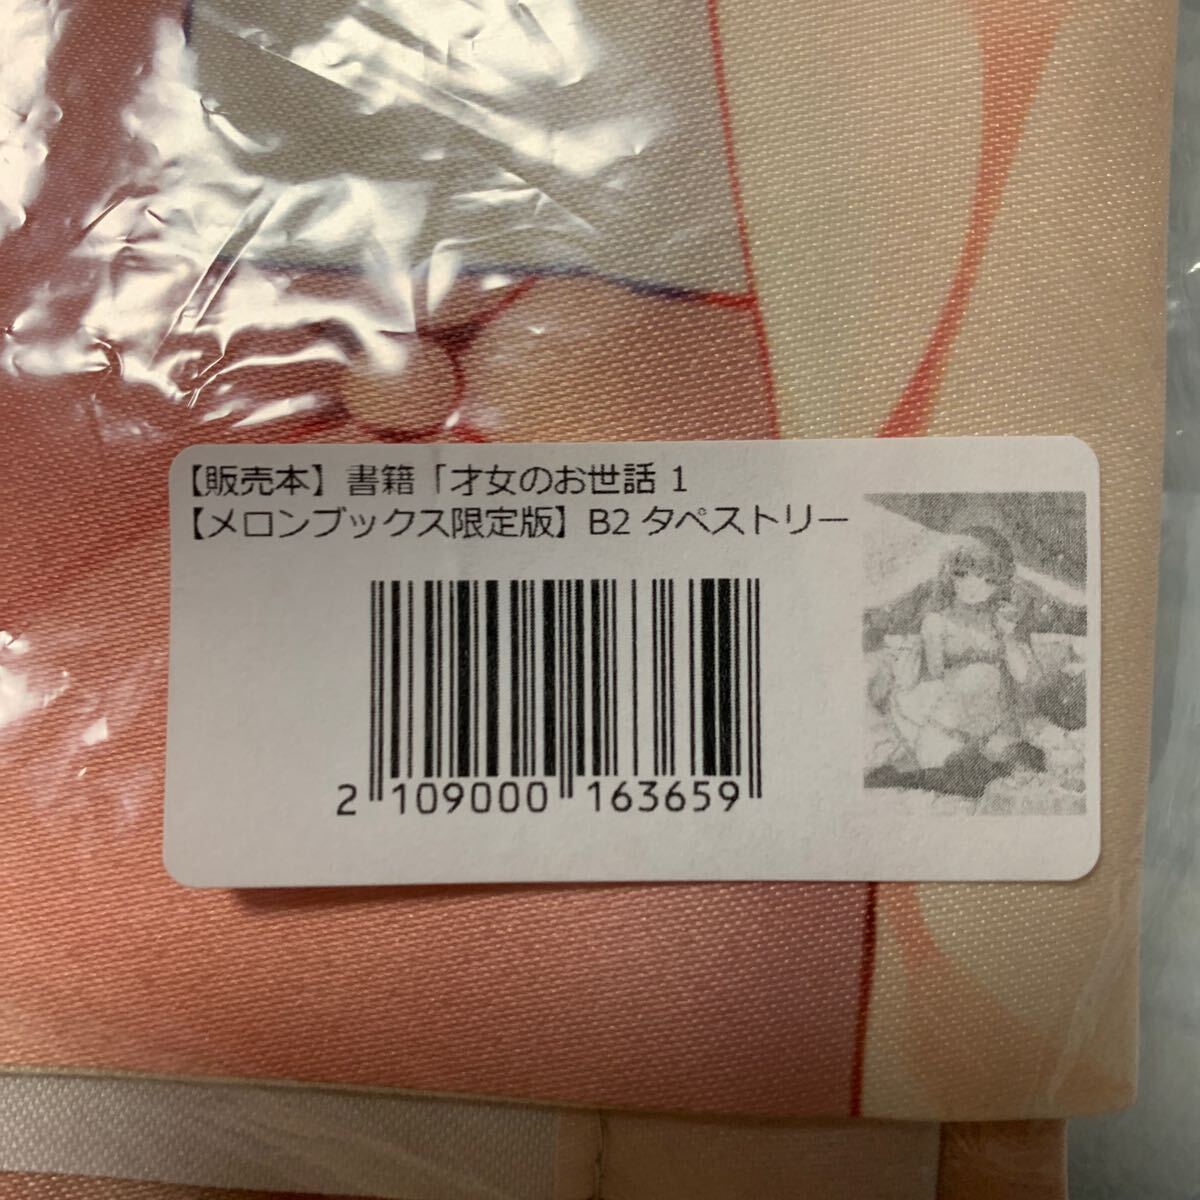 【販売本】書籍「才女のお世話 1
【メロンブックス限定版】B2 タペストリー
2 109000 163659